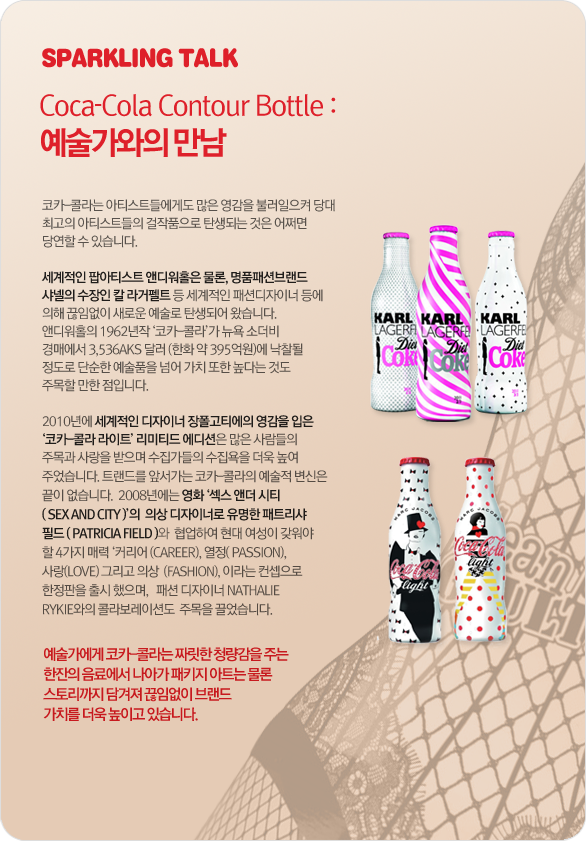 SPARKLING TALK
Coca-Cola Contour Bottle :
예술가와의 만남
코카-콜라는 아티스트들에게도 많은 영감을 불러일으켜 당대
최고의 아티스트들의 걸작품으로 탄생되는 것은 어쩌면
당연할 수 있습니다.
세계적인 팝아티스트 앤디워홀은 물론, 명품패션브랜드
샤넬의 수장인 칼 라거펠트 등 세계적인 패션디자이너 등에
의해 끊임없이 새로운 예술로 탄생되어 왔습니다.
앤디워홀의 1962년작 ‘코카-콜라’가 뉴욕 소더비
경매에서 3,536AKS 달러 (한화 약 395억원)에 낙찰될
정도로 단순한 예술품을 넘어 가치 또한 높다는 것도
주목할 만한 점입니다.
2010년에 세계적인 디자이너 장폴고티에의 영감을 입은
‘코카-콜라 라이트’ 리미티드 에디션은 많은 사람들의
주목과 사랑을 받으며 수집가들의 수집욕을 더욱 높여
주었습니다. 트랜드를 앞서가는 코카-콜라의 예술적 변신은
끝이 없습니다. 2008년에는 영화 ‘섹스 앤더 시티
( SEX AND CITY )’의 의상 디자이너로 유명한 패트리샤
필드 ( PATRICIA FIELD )와 협업하여 현대 여성이 갖춰야
할 4가지 매력 ‘커리어 (CAREER), 열정( PASSION),
사랑(LOVE) 그리고 의상 (FASHION), 이라는 컨셉으로
한정판을 출시 했으며, 패션 디자이너 NATHALIE
RYKIE와의 콜라보레이션도 주목을 끌었습니다.
예술가에게 코카-콜라는 짜릿한 청량감을 주는
한잔의 음료에서 나아가 패키지 아트는 물론
스토리까지 담겨져 끊임없이 브랜드
가치를 더욱 높이고 있습니다.
KARL
LAGERFE
Diet
Coke
KARL
LAGERFE
Diet
Coke
KARL
LAGERFE
Diet
Coke
MARC JACOBS
Coca-Cola
light
MARC JACOBS
Coca-Cola
light